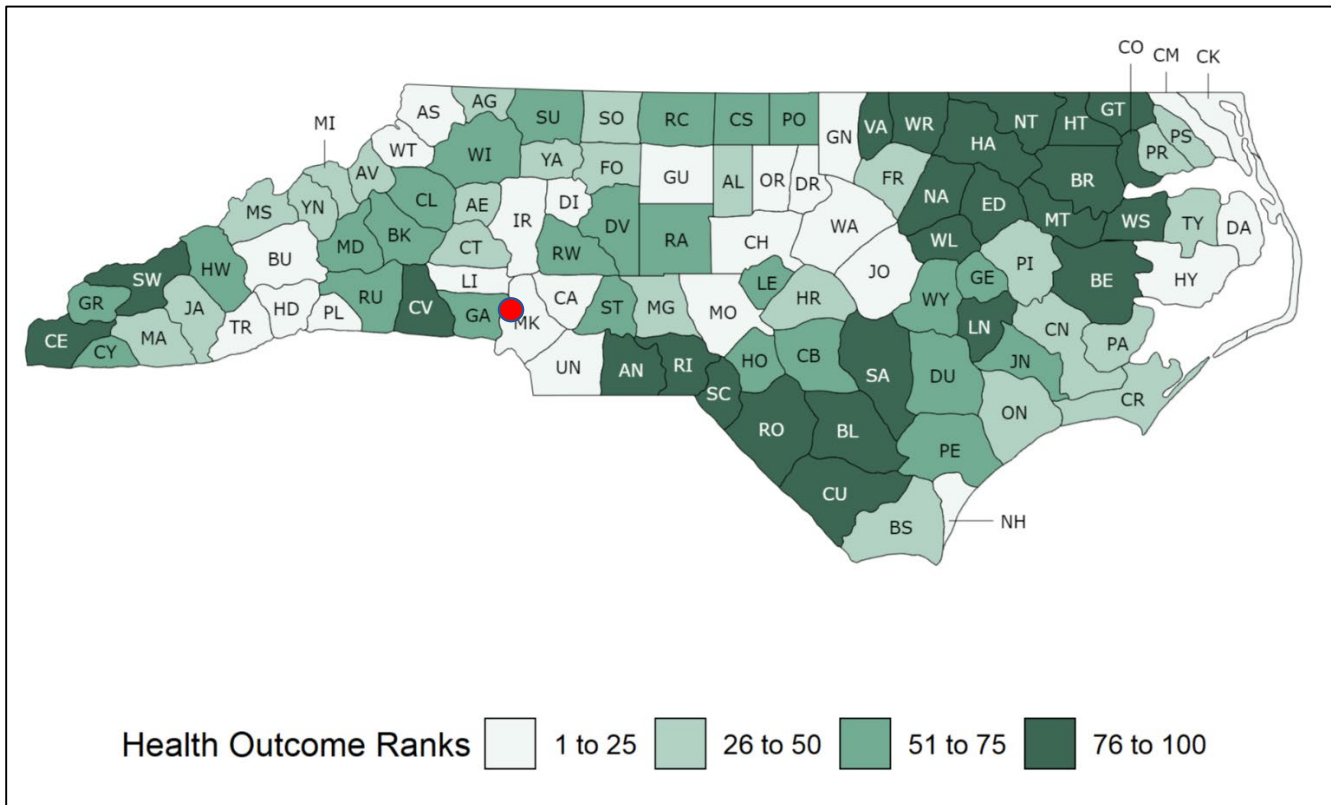 CO CM CK
AS AG SU SO RC CS PO GN VA WR NT HT GT
MI WT WI YA FO GU AL OR DR FR HA PR PS
AV CL AE IR DI DV RA CH WA NA ED BR
MS YN MD BK CT RW WL MT WS TY DA
SW HW BU LI CA ST MG MO LE HR JO WY GE PI BE HY
GR JA TR HD PL RU CV GA MK LN CN PA
CE CY MA UN AN RI HO CB SA DU JN CR
SC RO BL ON
PE
CU
BS NH
Health Outcome Ranks 1 to 25 26 to 50 51 to 75 76 to 100